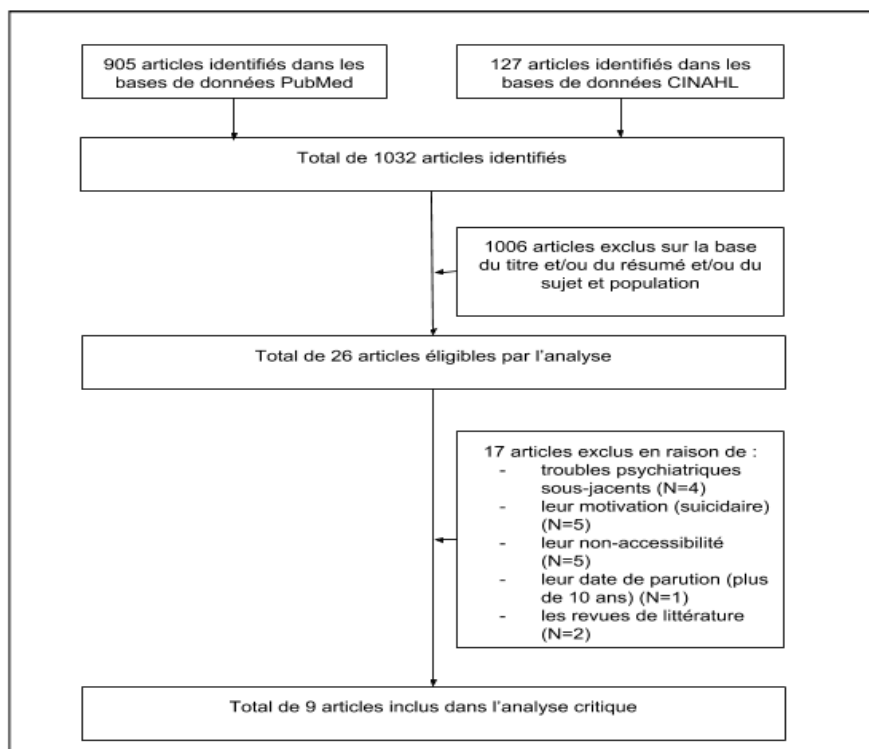 905 articles identifiés dans les
bases de données PubMed
127 articles identifiés dans les
bases de données CINAHL
Total de 1032 articles identifiés
1006 articles exclus sur la base
du titre et/ou du résumé et/ou du
sujet et population
Total de 26 articles éligibles par l'analyse
17 articles exclus en raison de :
- troubles psychiatriques
sous-jacents (N=4)
- leur motivation (suicidaire)
(N=5)
- leur non-accessibilité
(N=5)
- leur date de parution (plus
de 10 ans) (N=1)
- les revues de littérature
(N=2)
Total de 9 articles inclus dans l'analyse critique